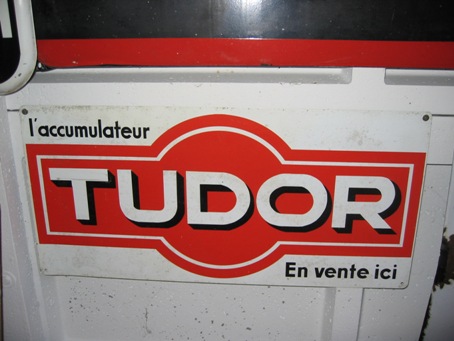 l'accumulateur
TUDOR
En vente ici